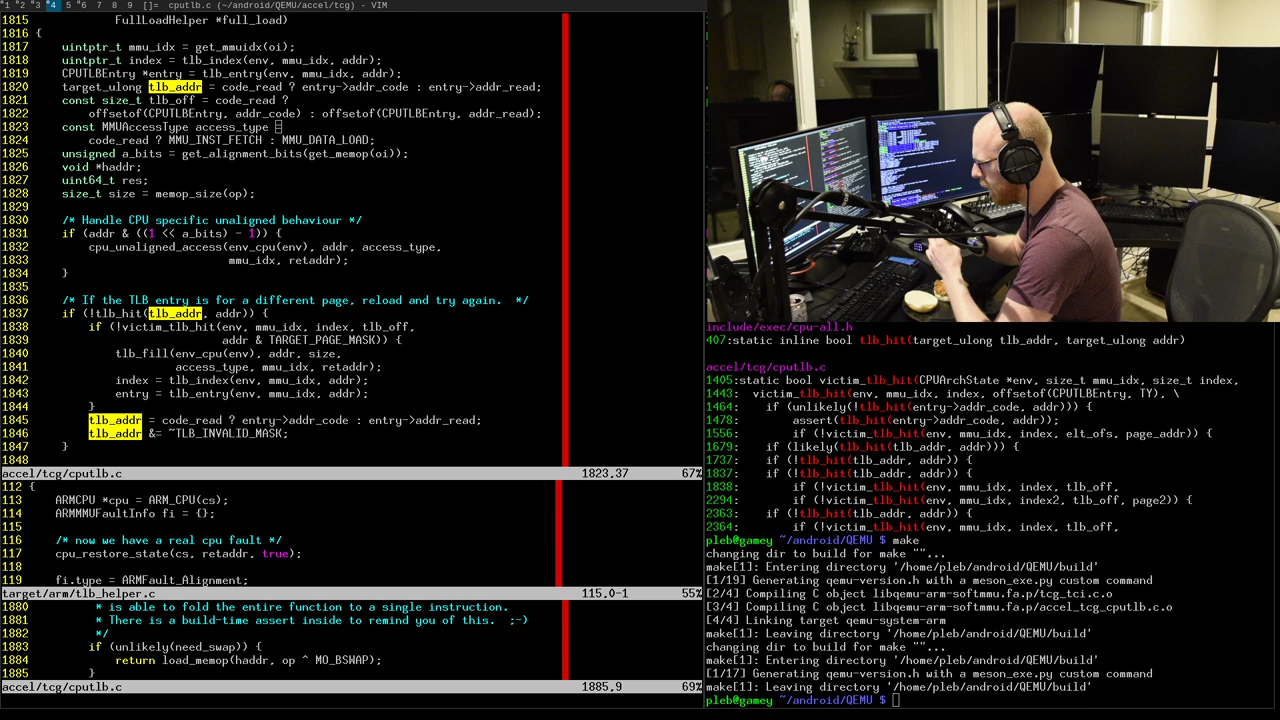 1 2 3 4 5 6 7 8 9 []= cputlb.c (~/android/QEMU/accel/tcg) - VIM
1815 FullLoadHelper *full_load)
1816 {
1817 uintptr_t mmu_idx = get_mmuidx(oi);
1818 uintptr_t index = tlb_index(env, mmu_idx, addr);
1819 CPUTLBEntry *entry = tlb_entry(env, mmu_idx, addr);
1820 target_ulong tlb_addr = code_read ? entry->addr_code : entry->addr_read;
1821 const size_t tlb_off = code_read ?
1822 offsetof(CPUTLBEntry, addr_code) : offsetof(CPUTLBEntry, addr_read);
1823 const MMUAccessType access_type =
1824 code_read ? MMU_INST_FETCH : MMU_DATA_LOAD;
1825 unsigned a_bits = get_alignment_bits(get_memop(oi));
1826 void *haddr;
1827 uint64_t res;
1828 size_t size = memop_size(op);
1829
1830 /* Handle CPU specific unaligned behaviour */
1831 if (addr & ((1 << a_bits) - 1)) {
1832 cpu_unaligned_access(env_cpu(env), addr, access_type,
1833 mmu_idx, retaddr);
1834 }
1835
1836 /* If the TLB entry is for a different page, reload and try again.  */
1837 if (!tlb_hit(tlb_addr, addr)) {
1838 if (!victim_tlb_hit(env, mmu_idx, index, tlb_off,
1839 addr & TARGET_PAGE_MASK)) {
1840 tlb_fill(env_cpu(env), addr, size,
1841 access_type, mmu_idx, retaddr);
1842 index = tlb_index(env, mmu_idx, addr);
1843 entry = tlb_entry(env, mmu_idx, addr);
1844 }
1845 tlb_addr = code_read ? entry->addr_code : entry->addr_read;
1846 tlb_addr &= ~TLB_INVALID_MASK;
1847 }
1848
accel/tcg/cputlb.c 1823,37 67%
112 {
113 ARMCPU *cpu = ARM_CPU(cs);
114 ARMMMUFaultInfo fi = {};
115
116 /* now we have a real cpu fault */
117 cpu_restore_state(cs, retaddr, true);
118
119 fi.type = ARMFault_Alignment;
target/arm/tlb_helper.c 115,0-1 55%
1880 * is able to fold the entire function to a single instruction.
1881 * There is a build-time assert inside to remind you of this.  ;-)
1882 */
1883 if (unlikely(need_swap)) {
1884 return load_memop(haddr, op ^ MO_BSWAP);
1885 }
accel/tcg/cputlb.c 1885,9 69%
include/exec/cpu-all.h
407:static inline bool tlb_hit(target_ulong tlb_addr, target_ulong addr)
accel/tcg/cputlb.c
1405:static bool victim_tlb_hit(CPUArchState *env, size_t mmu_idx, size_t index,
1443:  victim_tlb_hit(env, mmu_idx, index, offsetof(CPUTLBEntry, TY), \
1464:    if (unlikely(!tlb_hit(entry->addr_code, addr))) {
1478:        assert(tlb_hit(entry->addr_code, addr));
1556:        if (!victim_tlb_hit(env, mmu_idx, index, elt_ofs, page_addr)) {
1679:    if (likely(tlb_hit(tlb_addr, addr))) {
1737:    if (!tlb_hit(tlb_addr, addr)) {
1837:    if (!tlb_hit(tlb_addr, addr)) {
1838:        if (!victim_tlb_hit(env, mmu_idx, index, tlb_off,
2294:        if (!victim_tlb_hit(env, mmu_idx, index2, tlb_off, page2)) {
2363:    if (!tlb_hit(tlb_addr, addr)) {
2364:        if (!victim_tlb_hit(env, mmu_idx, index, tlb_off,
pleb@gamey ~/android/QEMU $ make
changing dir to build for make ""...
make[1]: Entering directory '/home/pleb/android/QEMU/build'
[1/19] Generating qemu-version.h with a meson_exe.py custom command
[2/4] Compiling C object libqemu-arm-softmmu.fa.p/tcg_tci.c.o
[3/4] Compiling C object libqemu-arm-softmmu.fa.p/accel_tcg_cputlb.c.o
[4/4] Linking target qemu-system-arm
make[1]: Leaving directory '/home/pleb/android/QEMU/build'
changing dir to build for make ""...
make[1]: Entering directory '/home/pleb/android/QEMU/build'
[1/17] Generating qemu-version.h with a meson_exe.py custom command
make[1]: Leaving directory '/home/pleb/android/QEMU/build'
pleb@gamey ~/android/QEMU $